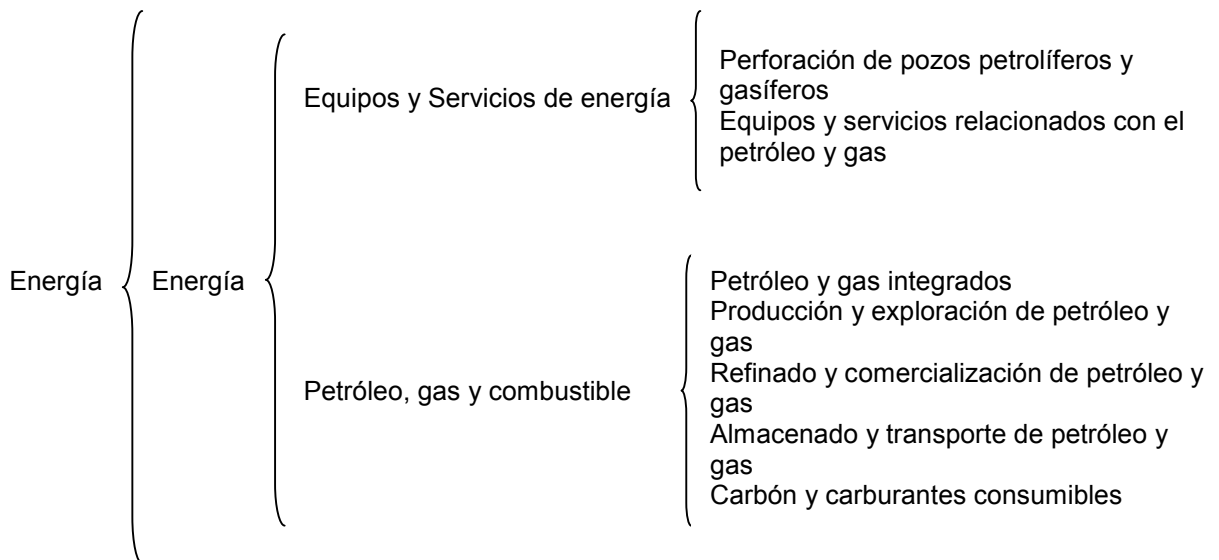 Energía
Energía
Equipos y Servicios de energía
Perforación de pozos petrolíferos y
gasíferos
Equipos y servicios relacionados con el
petróleo y gas
Petróleo, gas y combustible
Petróleo y gas integrados
Producción y exploración de petróleo y
gas
Refinado y comercialización de petróleo y
gas
Almacenado y transporte de petróleo y
gas
Carbón y carburantes consumibles